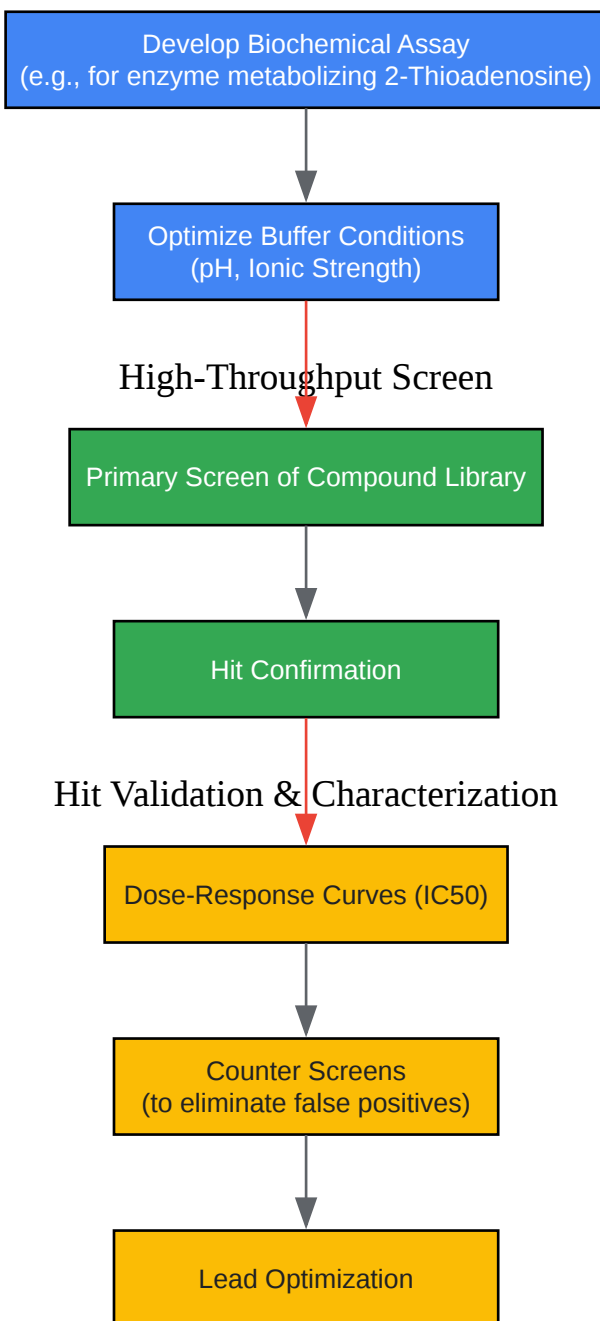 Develop Biochemical Assay
(e.g., for enzyme metabolizing 2-Thioadenosine)
Optimize Buffer Conditions
(pH, Ionic Strength)
High-Throughput Screen
Primary Screen of Compound Library
Hit Confirmation
Hit Validation & Characterization
Dose-Response Curves (IC50)
Counter Screens
(to eliminate false positives)
Lead Optimization